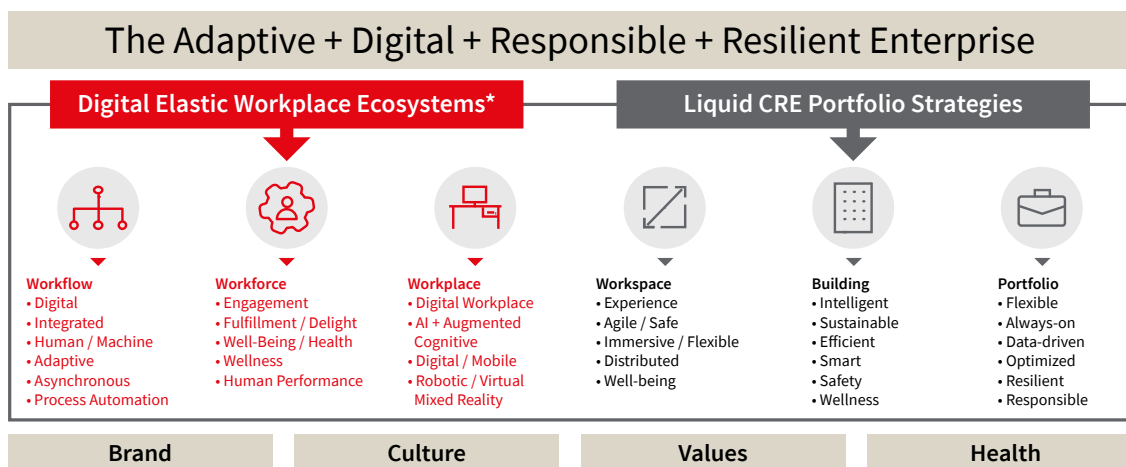 The Adaptive + Digital + Responsible + Resilient Enterprise
Digital Elastic Workplace Ecosystems*
Liquid CRE Portfolio Strategies
Workflow
• Digital
• Integrated
• Human / Machine
• Adaptive
• Asynchronous
• Process Automation
Workforce
• Engagement
• Fulfillment / Delight
• Well-Being / Health
• Wellness
• Human Performance
Workplace
• Digital Workplace
• AI + Augmented
Cognitive
• Digital / Mobile
• Robotic / Virtual
Mixed Reality
Workspace
• Experience
• Agile / Safe
• Immersive / Flexible
• Distributed
• Well-being
Building
• Intelligent
• Sustainable
• Efficient
• Smart
• Safety
• Wellness
Portfolio
• Flexible
• Always-on
• Data-driven
• Optimized
• Resilient
• Responsible
Brand
Culture
Values
Health